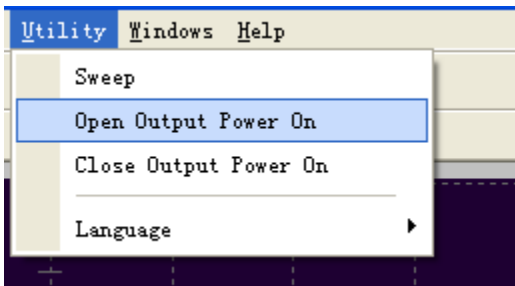 Utility Windows Help
Sweep
Open Output Power On
Close Output Power On
Language